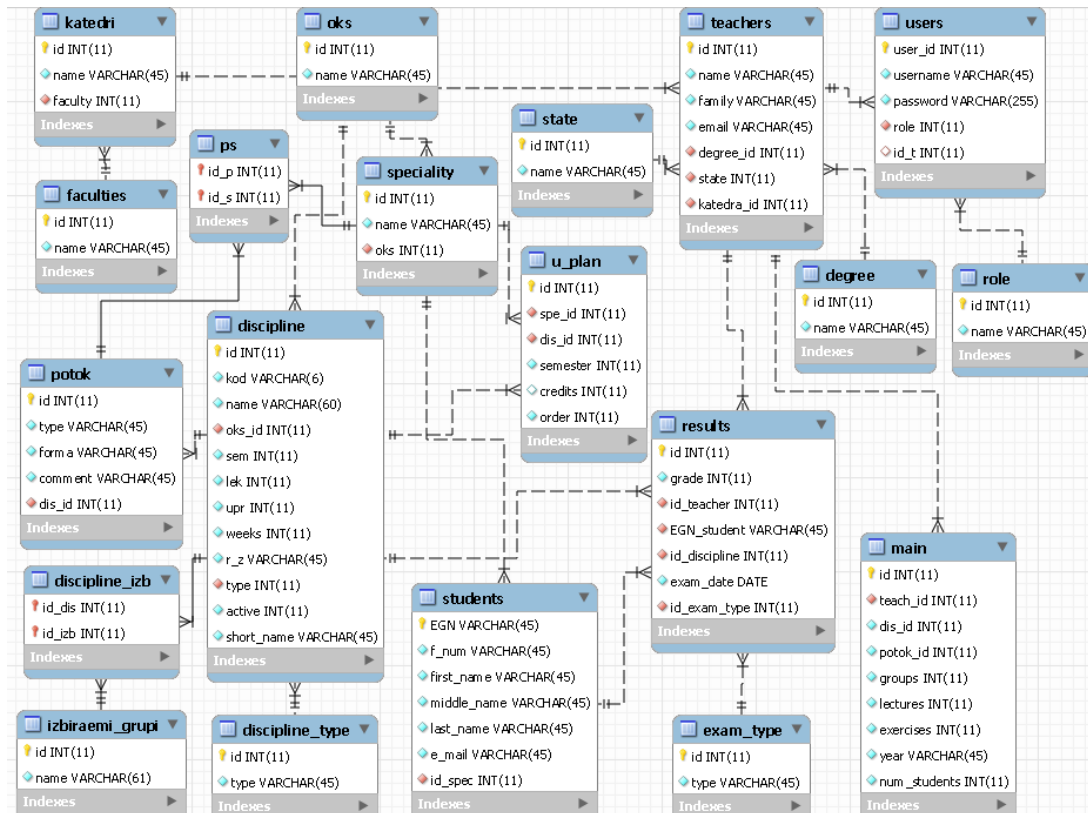 katedri
id INT(11)
name VARCHAR(45)
faculty INT(11)
Indexes
oks
id INT(11)
name VARCHAR(45)
Indexes
teachers
id INT(11)
name VARCHAR(45)
family VARCHAR(45)
email VARCHAR(45)
degree_id INT(11)
state INT(11)
katedra_id INT(11)
Indexes
users
user_id INT(11)
username VARCHAR(45)
password VARCHAR(255)
role INT(11)
id_t INT(11)
Indexes
state
id INT(11)
name VARCHAR(45)
Indexes
ps
id_p INT(11)
id_s INT(11)
Indexes
speciality
id INT(11)
name VARCHAR(45)
oks INT(11)
Indexes
faculties
id INT(11)
name VARCHAR(45)
Indexes
u_plan
id INT(11)
spe_id INT(11)
dis_id INT(11)
semester INT(11)
credits INT(11)
order INT(11)
Indexes
degree
id INT(11)
name VARCHAR(45)
Indexes
role
id INT(11)
name VARCHAR(45)
Indexes
discipline
id INT(11)
kod VARCHAR(6)
name VARCHAR(60)
oks_id INT(11)
sem INT(11)
lek INT(11)
upr INT(11)
weeks INT(11)
r_z VARCHAR(45)
type INT(11)
active INT(11)
short_name VARCHAR(45)
Indexes
potok
id INT(11)
type VARCHAR(45)
forma VARCHAR(45)
comment VARCHAR(45)
dis_id INT(11)
Indexes
results
id INT(11)
grade INT(11)
id_teacher INT(11)
EGN_student VARCHAR(45)
id_discipline INT(11)
exam_date DATE
id_exam_type INT(11)
Indexes
main
id INT(11)
teach_id INT(11)
dis_id INT(11)
potok_id INT(11)
groups INT(11)
lectures INT(11)
exercises INT(11)
year VARCHAR(45)
num_students INT(11)
Indexes
discipline_izb
id_dis INT(11)
id_izb INT(11)
Indexes
students
EGN VARCHAR(45)
f_num VARCHAR(45)
first_name VARCHAR(45)
middle_name VARCHAR(45)
last_name VARCHAR(45)
e_mail VARCHAR(45)
id_spec INT(11)
Indexes
izbiraemi_grupi
id INT(11)
name VARCHAR(61)
Indexes
discipline_type
id INT(11)
type VARCHAR(45)
Indexes
exam_type
id INT(11)
type VARCHAR(45)
Indexes